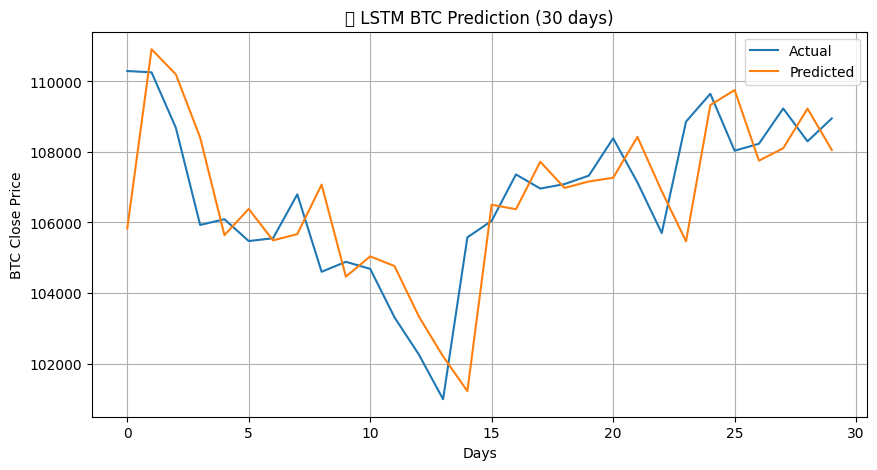 LSTM BTC Prediction (30 days)
Actual
Predicted
BTC Close Price
110000
108000
106000
104000
102000
0 5 10 15 20 25 30
Days